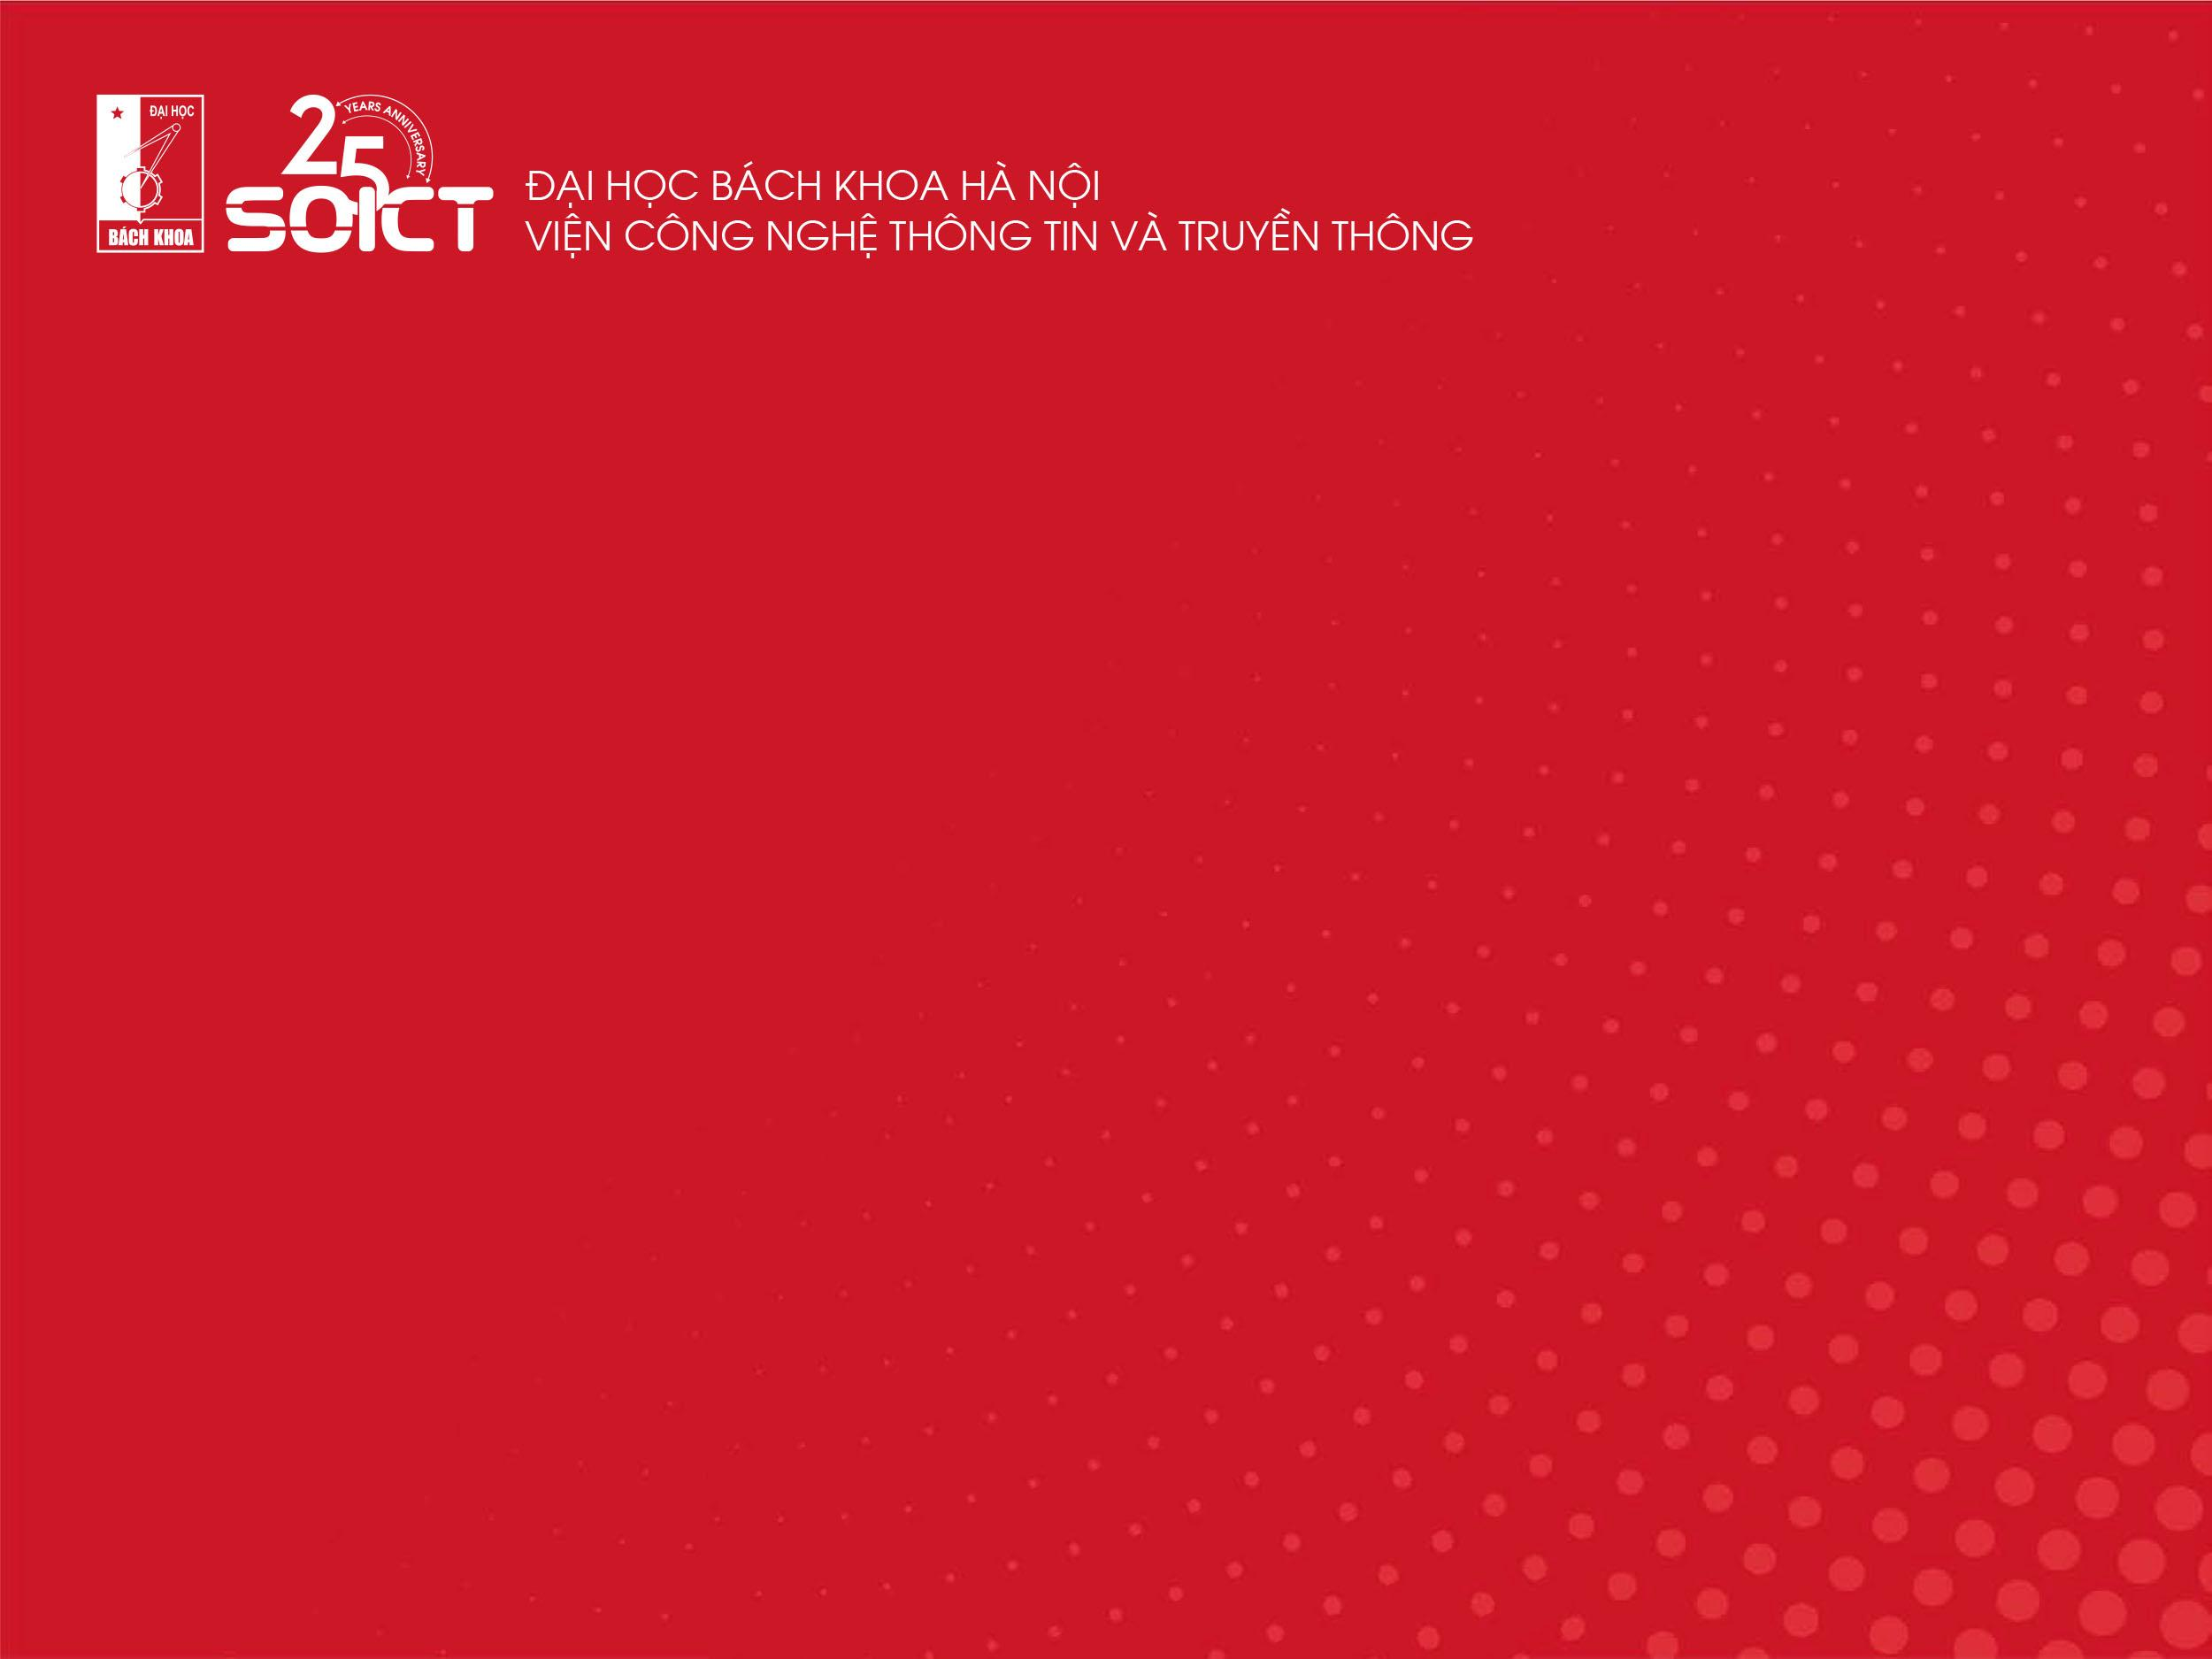 ĐẠI HỌC
BÁCH KHOA
25
YEARS ANNIVERSARY
SOICT
ĐẠI HỌC BÁCH KHOA HÀ NỘI
VIỆN CÔNG NGHỆ THÔNG TIN VÀ TRUYỀN THÔNG